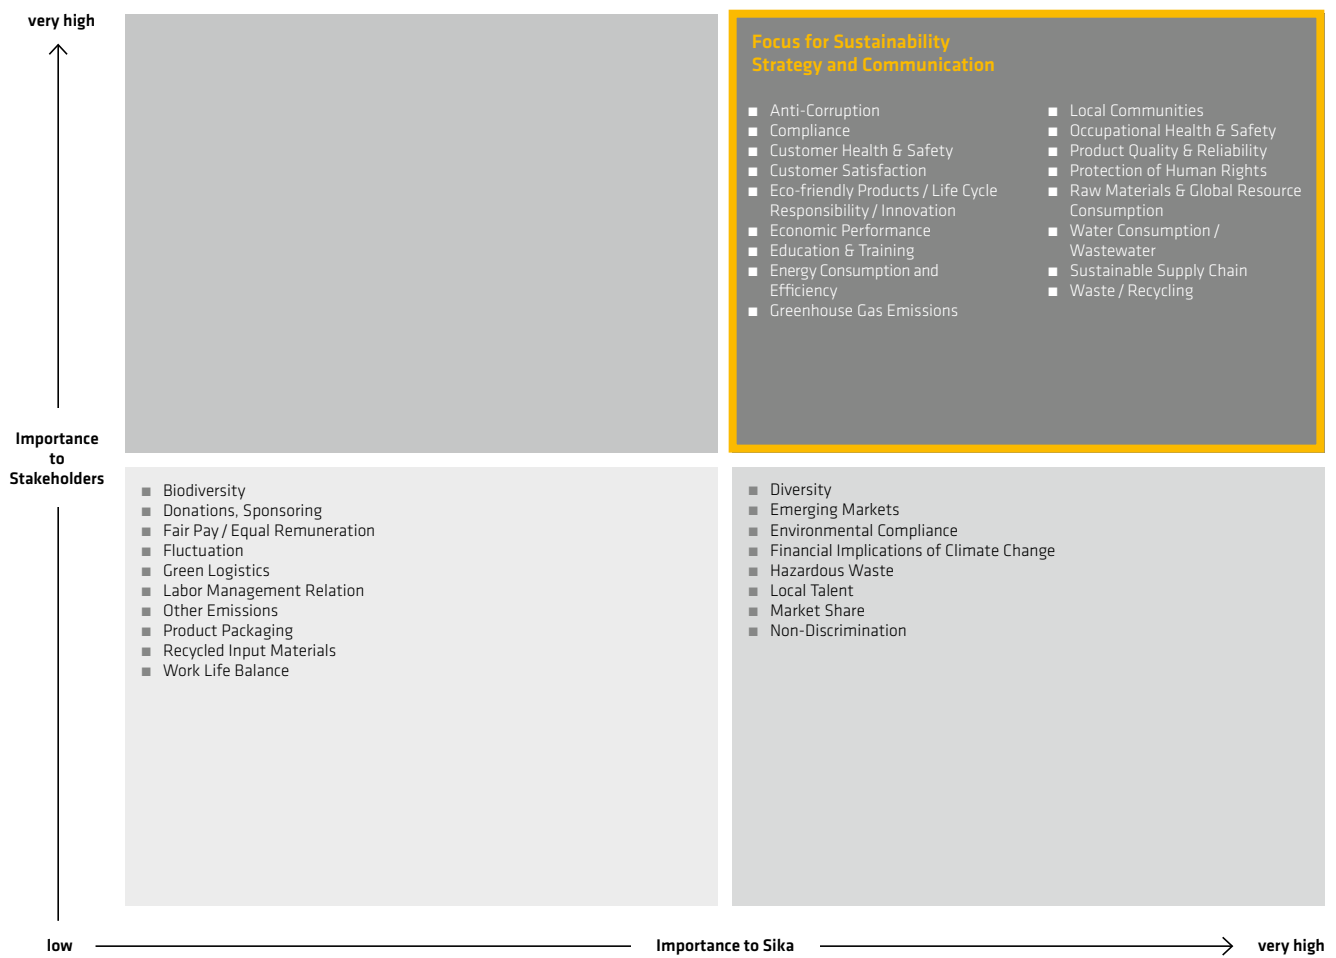 very high
Focus for Sustainability
Strategy and Communication
Anti-Corruption
Compliance
Customer Health & Safety
Customer Satisfaction
Eco-friendly Products / Life Cycle
Responsibility / Innovation
Economic Performance
Education & Training
Energy Consumption and
Efficiency
Greenhouse Gas Emissions
Local Communities
Occupational Health & Safety
Product Quality & Reliability
Protection of Human Rights
Raw Materials & Global Resource
Consumption
Water Consumption /
Wastewater
Sustainable Supply Chain
Waste / Recycling
Importance
to
Stakeholders
Biodiversity
Donations, Sponsoring
Fair Pay / Equal Remuneration
Fluctuation
Green Logistics
Labor Management Relation
Other Emissions
Product Packaging
Recycled Input Materials
Work Life Balance
Diversity
Emerging Markets
Environmental Compliance
Financial Implications of Climate Change
Hazardous Waste
Local Talent
Market Share
Non-Discrimination
low
Importance to Sika
very high